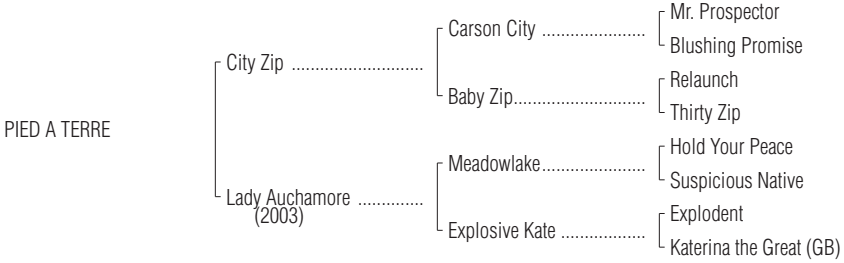 Mr. Prospector
Carson City ......................
Blushing Promise
City Zip ............................
Relaunch
Baby Zip............................
Thirty Zip
PIED A TERRE
Hold Your Peace
Meadowlake......................
Suspicious Native
Lady Auchamore ..............
(2003)
Explodent
Explosive Kate ..................
Katerina the Great (GB)